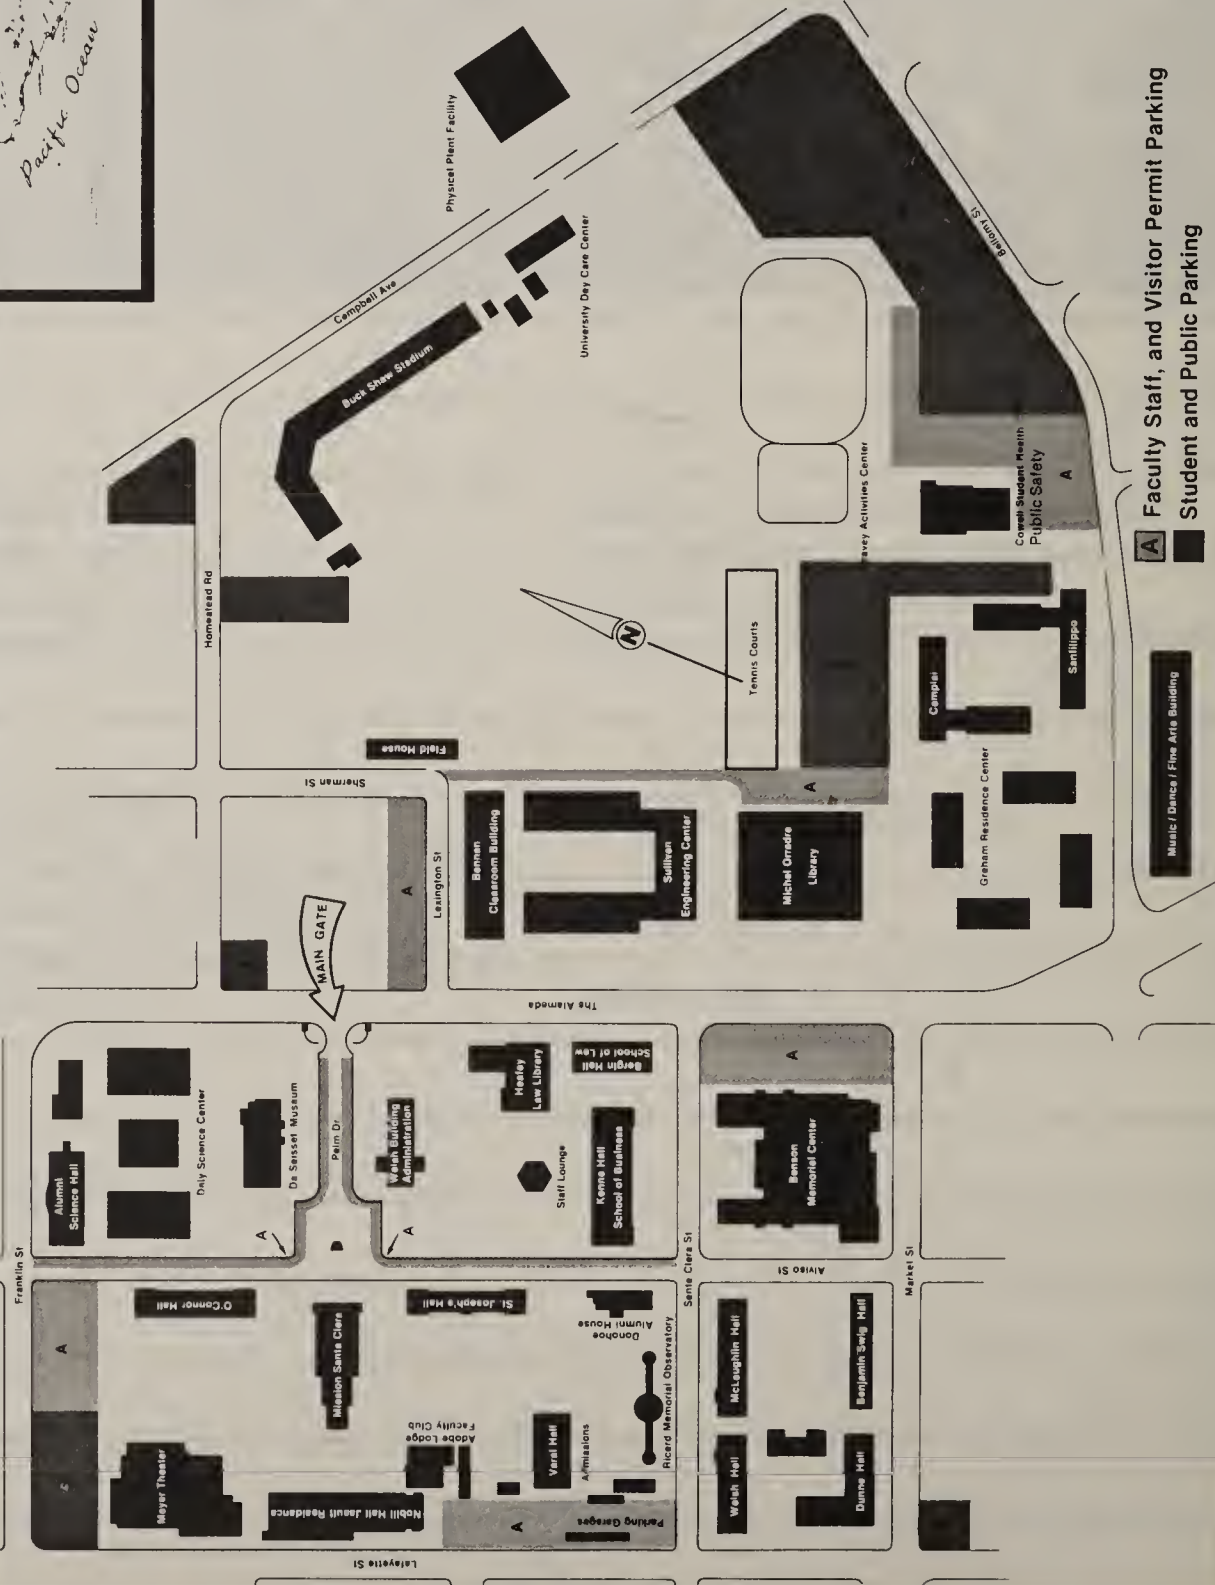 Pacific Ocean
Physical Plant Facility
University Day Care Center
Campbell Ave
Buck Shaw Stadium
Homestead Rd
Bellomy St
Cowell Student Health
Public Safety
A
avey Activities Center
N
Tennis Courts
Field House
Sherman St
A
A
Lexington St
Bannan
Classroom Building
Sullivan
Engineering Center
Michel Orradre
Library
Campisi
Sanfilippo
Graham Residence Center
Music / Dance / Fine Arts Building
A Faculty Staff, and Visitor Permit Parking
Student and Public Parking
MAIN GATE
The Alameda
Franklin St
Alumni
Science Hall
Daly Science Center
De Saisset Museum
Palm Dr
Walsh Building
Administration
Heafey
Law Library
Bergin Hall
School of Law
Staff Lounge
Kenna Hall
School of Business
A
A
A
Benson
Memorial Center
Santa Clara St
Alviso St
Market St
A
O'Connor Hall
Mission Santa Clara
St. Joseph's Hall
Donohoe
Alumni House
Ricard Memorial Observatory
Mayer Theater
Nobili Hall Jesuit Residence
Adobe Lodge
Faculty Club
Varsi Hall
Admissions
A
Parking Garages
Lafayette St
McLaughlin Hall
Walsh Hall
Benjamin Swig Hall
Dunne Hall